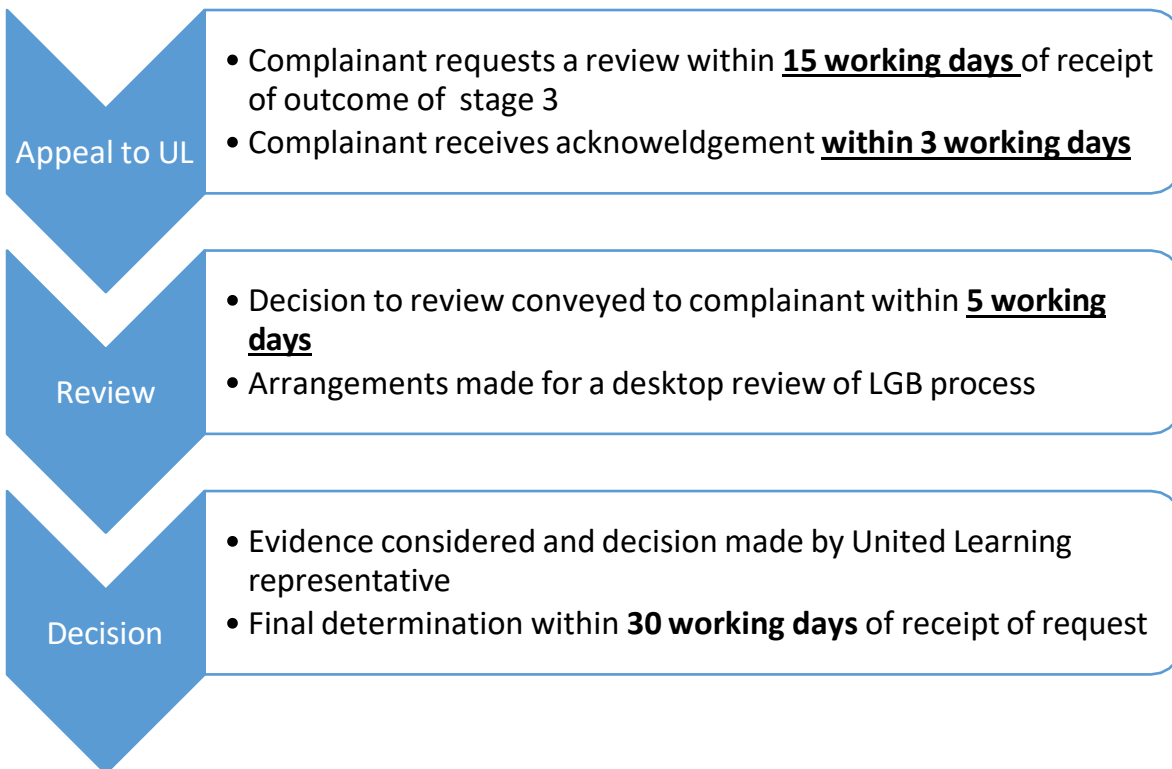 Appeal to UL
• Complainant requests a review within 15 working days of receipt
of outcome of  stage 3
• Complainant receives acknoweldgement within 3 working days
Review
• Decision to review conveyed to complainant within 5 working
days
• Arrangements made for a desktop review of LGB process
Decision
• Evidence considered and decision made by United Learning
representative
• Final determination within 30 working days of receipt of request